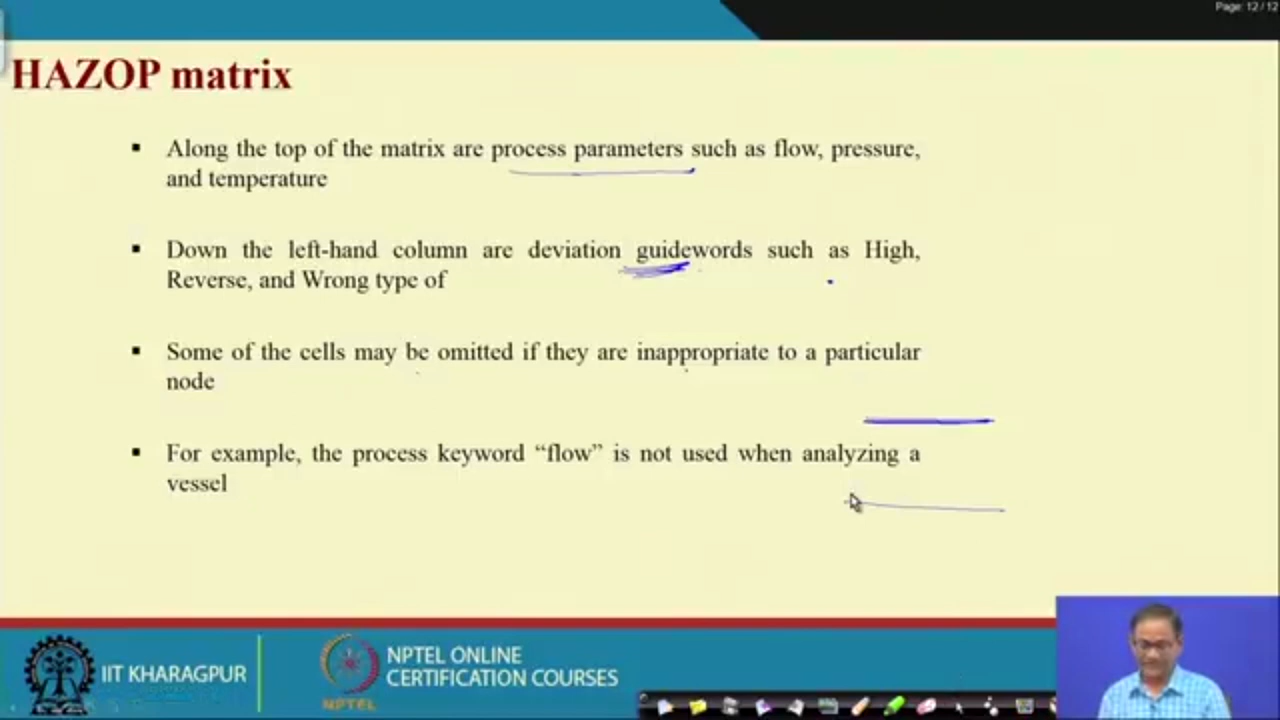 Page: 12 / 12
HAZOP matrix
▪ Along the top of the matrix are process parameters such as flow, pressure,
and temperature
▪ Down the left-hand column are deviation guidewords such as High,
Reverse, and Wrong type of
▪ Some of the cells may be omitted if they are inappropriate to a particular
node
▪ For example, the process keyword “flow” is not used when analyzing a
vessel
IIT KHARAGPUR
NPTEL
NPTEL ONLINE
CERTIFICATION COURSES